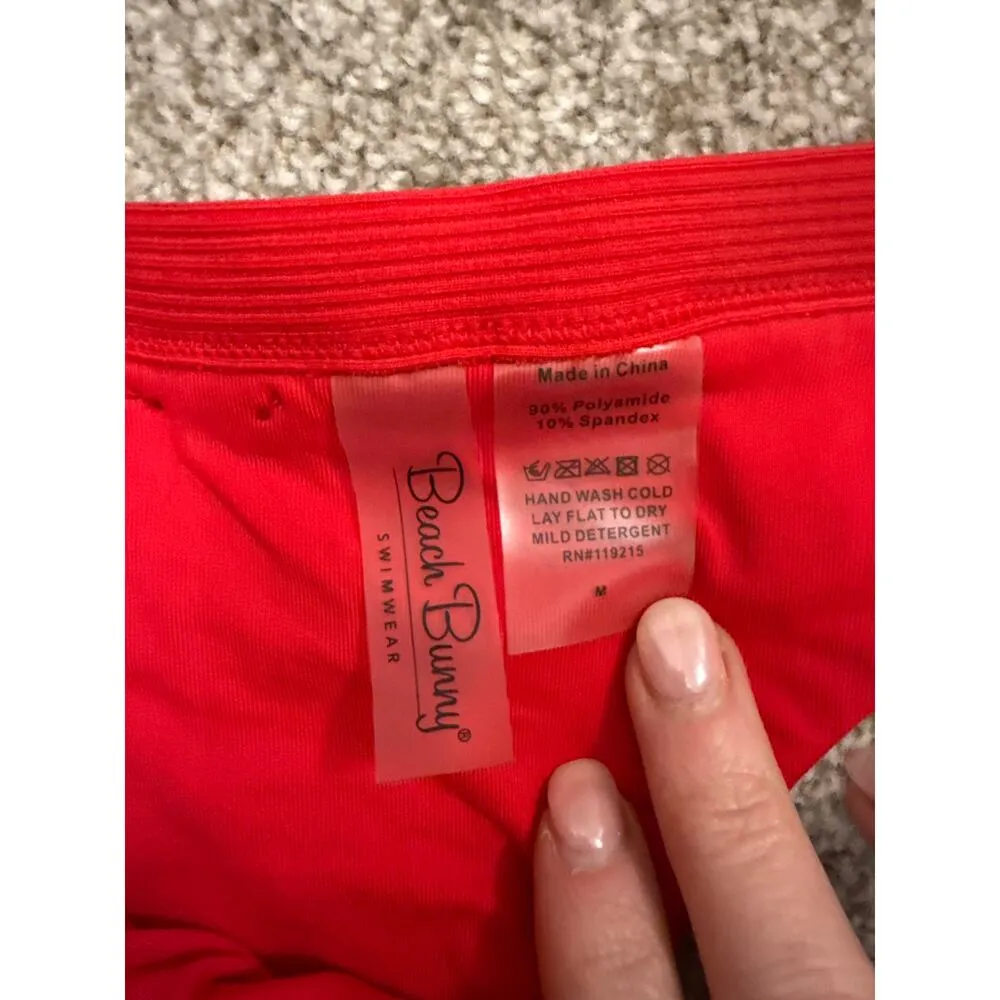 Beach Bunny®
SWIMWEAR
Made in China
90% Polyamide
10% Spandex
HAND WASH COLD
LAY FLAT TO DRY
MILD DETERGENT
RN#119215
M